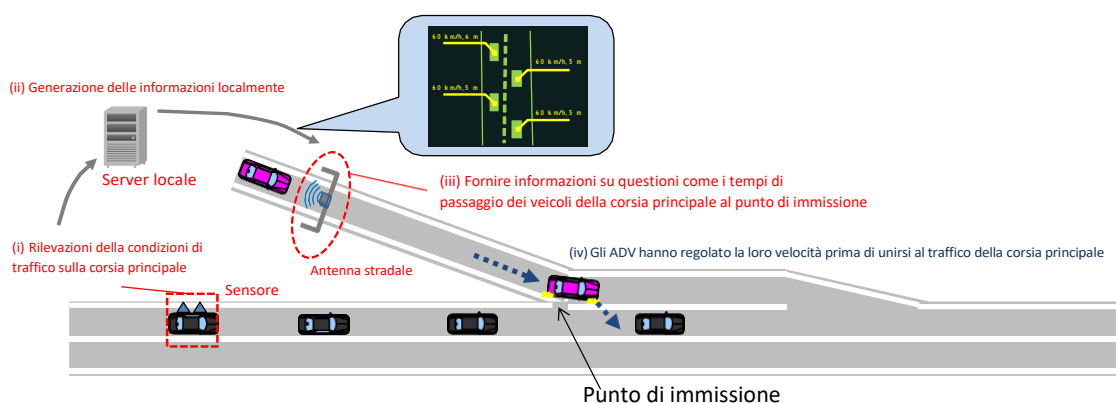 60 km/h, 6 m
60 km/h, 5 m
60 km/h, 5 m
60 km/h, 5 m
(ii) Generazione delle informazioni localmente
Server locale
(iii) Fornire informazioni su questioni come i tempi di
passaggio dei veicoli della corsia principale al punto di immissione
(i) Rilevazioni della condizioni di
traffico sulla corsia principale
(iv) Gli ADV hanno regolato la loro velocità prima di unirsi al traffico della corsia principale
Antenna stradale
Sensore
Punto di immissione